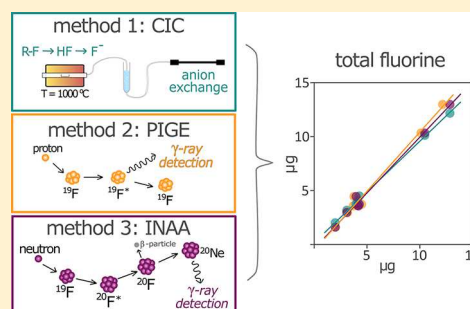 method 1: CIC
R-F → HF → F⁻
T = 1000 ºC
anion
exchange
method 2: PIGE
proton
γ-ray
detection
¹⁹F
¹⁹F*
¹⁹F
method 3: INAA
neutron
β-particle
²⁰Ne
²⁰F
¹⁹F
²⁰F*
γ-ray
detection
total fluorine
15
10
5
μg
5
10
μg